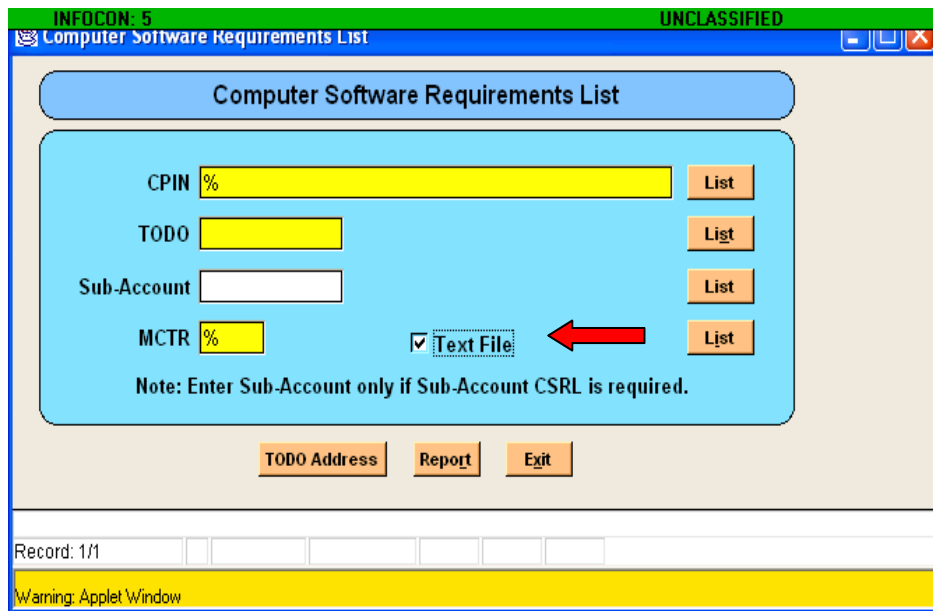 INFOCON: 5 UNCLASSIFIED
Computer Software Requirements List
Computer Software Requirements List
CPIN % List
TODO List
Sub-Account List
MCTR % Text File List
Note: Enter Sub-Account only if Sub-Account CSRL is required.
TODO Address Report Exit
Record: 1/1
Warning: Applet Window